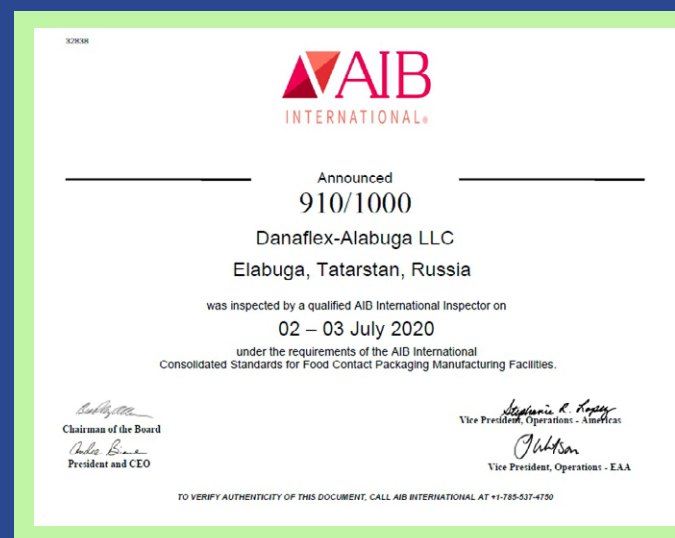 32838
AIB
INTERNATIONAL®
Announced
910/1000
Danaflex-Alabuga LLC
Elabuga, Tatarstan, Russia
was inspected by a qualified AIB International Inspector on
02 – 03 July 2020
under the requirements of the AIB International
Consolidated Standards for Food Contact Packaging Manufacturing Facilities.
Chairman of the Board
President and CEO
Stephanie R. Lopez
Vice President, Operations - Americas
Vice President, Operations - EAA
TO VERIFY AUTHENTICITY OF THIS DOCUMENT, CALL AIB INTERNATIONAL AT +1-785-537-4750